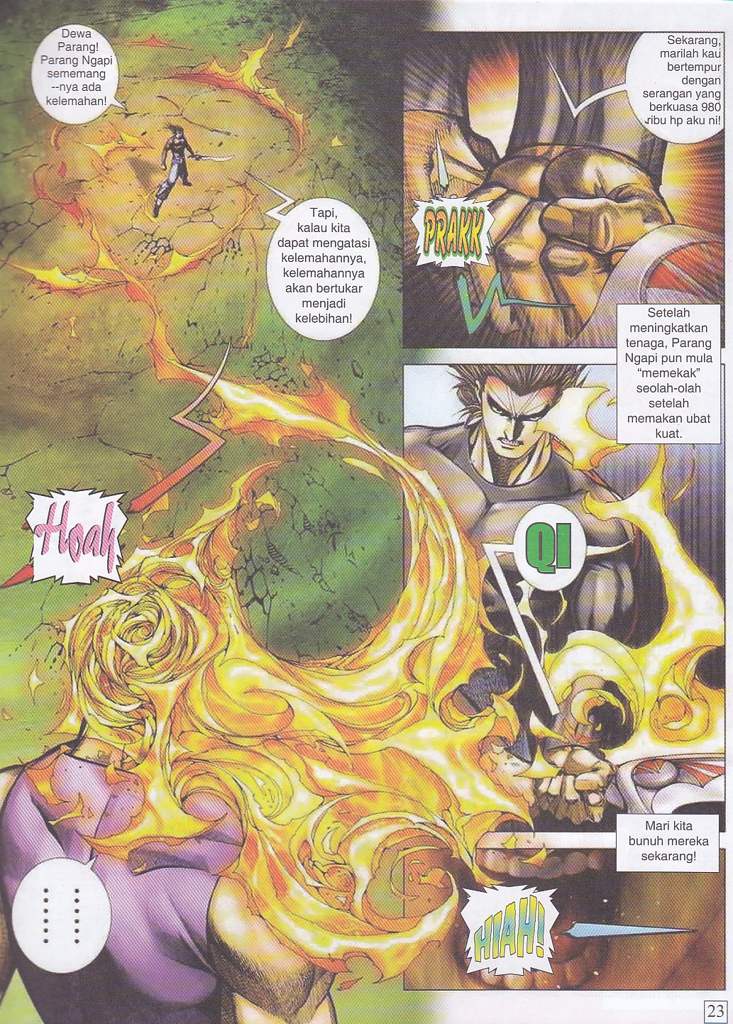 Dewa
Parang!
Parang Ngapi
sememang
--nya ada
kelemahan!
Tapi,
kalau kita
dapat mengatasi
kelemahannya,
kelemahannya
akan bertukar
menjadi
kelebihan!
Hoah
Sekarang,
marilah kau
bertempur
dengan
serangan yang
berkuasa 980
ribu hp aku ni!
PRAKK
Setelah
meningkatkan
tenaga, Parang
Ngapi pun mula
“memekak”
seolah-olah
setelah
memakan ubat
kuat.
QI
Mari kita
bunuh mereka
sekarang!
HIAH!
23